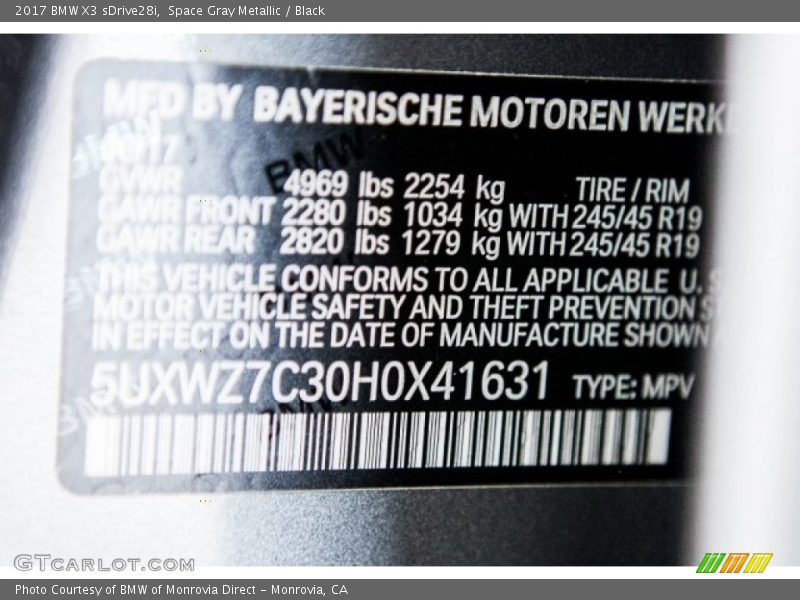 2017 BMW X3 sDrive28i, Space Gray Metallic / Black
MFD BY BAYERISCHE MOTOREN WERKE
BMW
GVWR 4969 lbs 2254 kg TIRE / RIM
GAWR FRONT 2280 lbs 1034 kg WITH 245/45 R19
GAWR REAR 2820 lbs 1279 kg WITH 245/45 R19
THIS VEHICLE CONFORMS TO ALL APPLICABLE U. S
MOTOR VEHICLE SAFETY AND THEFT PREVENTION S
IN EFFECT ON THE DATE OF MANUFACTURE SHOWN
5UXWZ7C30H0X41631 TYPE: MPV
GTCARLOT.COM
Photo Courtesy of BMW of Monrovia Direct - Monrovia, CA